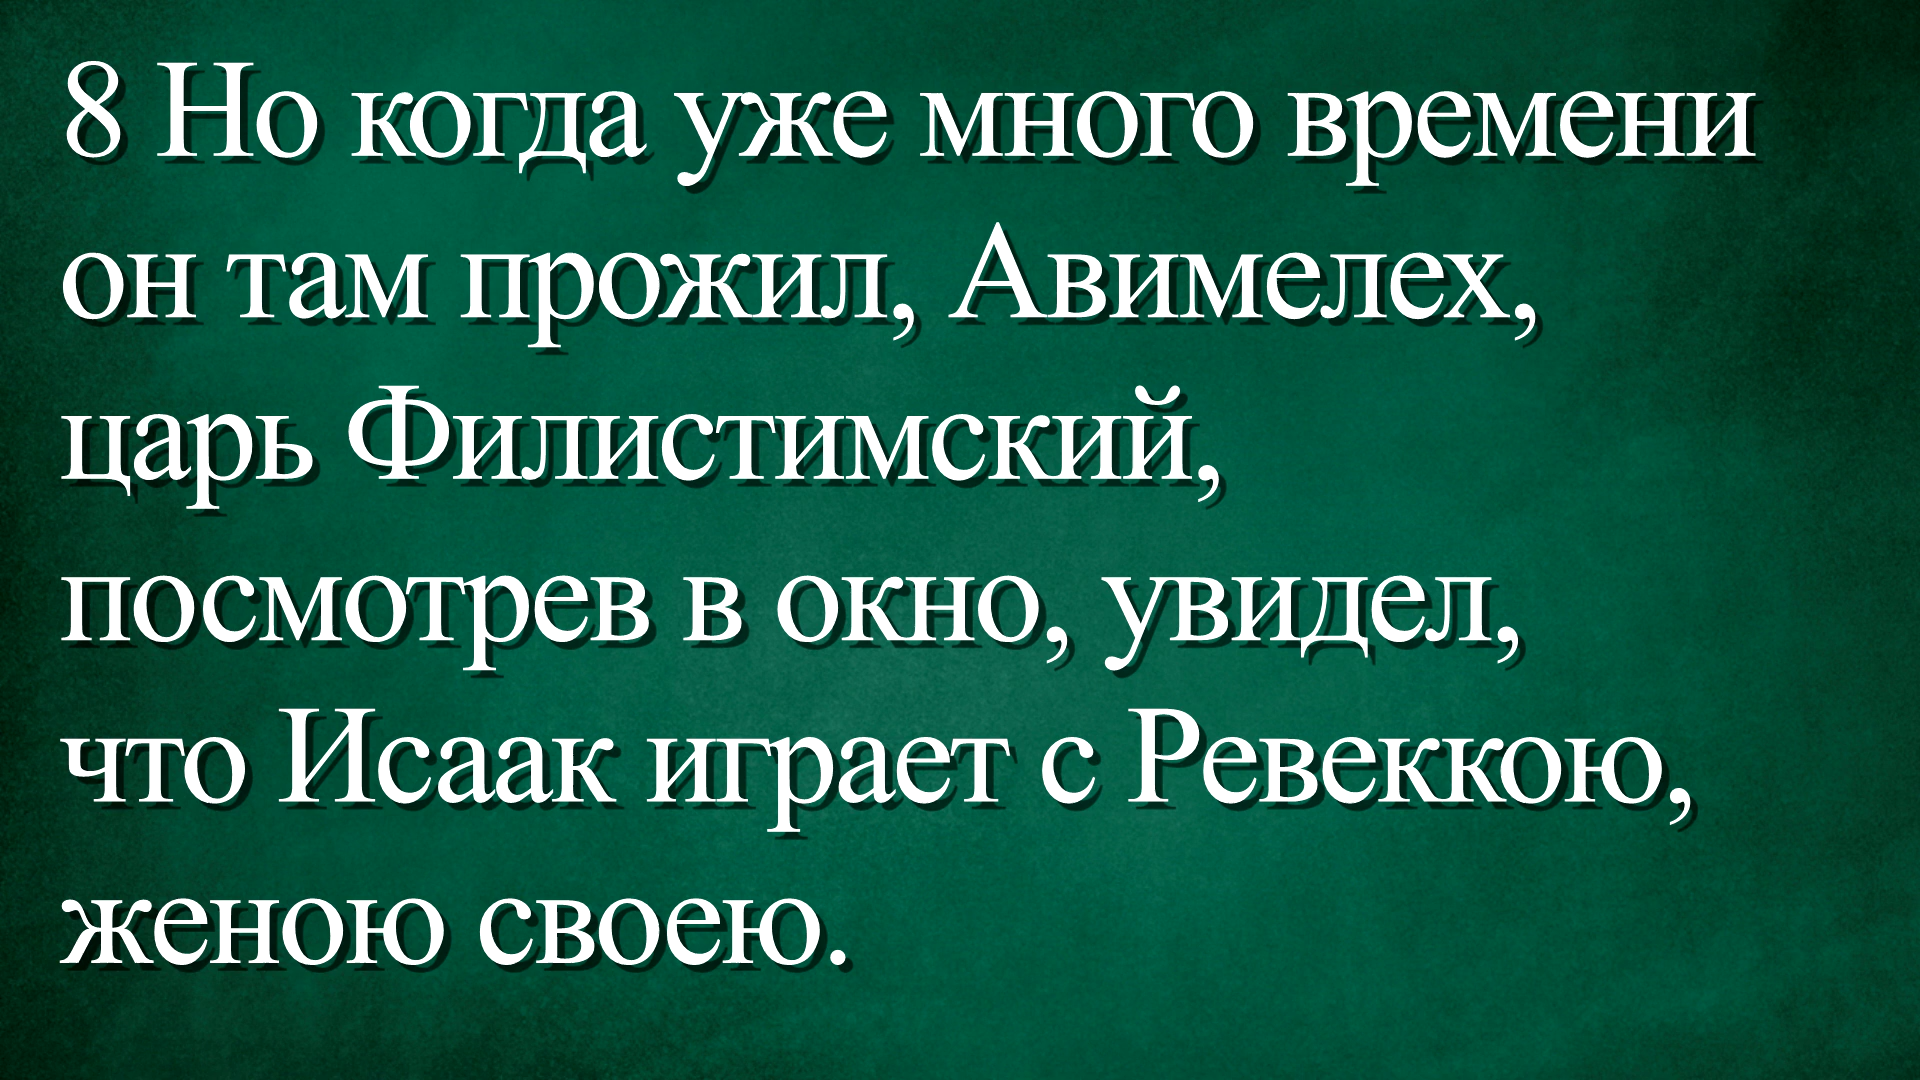 8 Но когда уже много времени
он там прожил, Авимелех,
царь Филистимский,
посмотрев в окно, увидел,
что Исаак играет с Ревеккою,
женою своею.